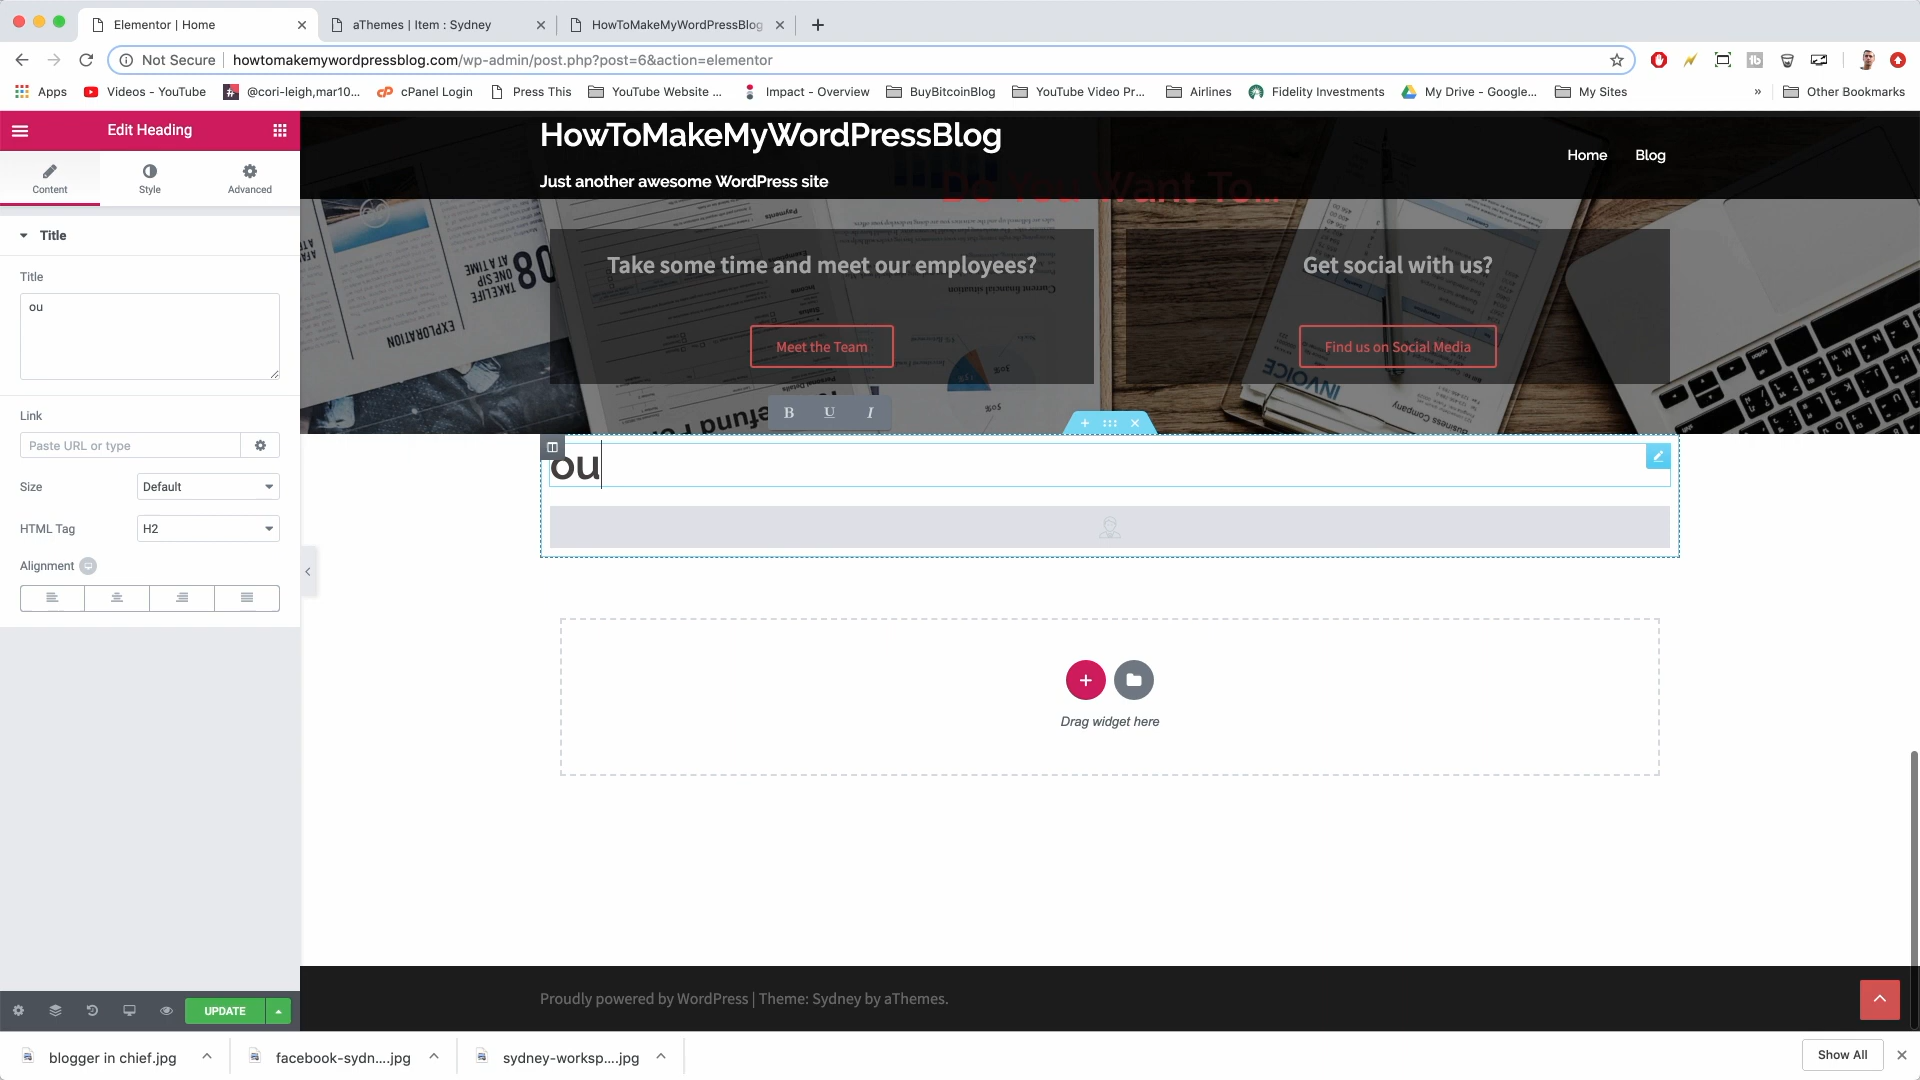 Elementor | Home
aThemes | Item : Sydney
HowToMakeMyWordPressBlog
Not Secure
howtomakemywordpressblog.com/wp-admin/post.php?post=6&action=elementor
Apps
Videos - YouTube
@cori-leigh,mar10...
cPanel Login
Press This
YouTube Website ...
Impact - Overview
BuyBitcoinBlog
YouTube Video Pr...
Airlines
Fidelity Investments
My Drive - Google...
My Sites
»
Other Bookmarks
Edit Heading
Content
Style
Advanced
Title
Title
ou
Link
Paste URL or type
Size
Default
HTML Tag
H2
Alignment
UPDATE
HowToMakeMyWordPressBlog
Just another awesome WordPress site
Home
Blog
Do You Want To...
Take some time and meet our employees?
Meet the Team
Get social with us?
Find us on Social Media
B U I
ou
Drag widget here
Proudly powered by WordPress | Theme: Sydney by aThemes.
blogger in chief.jpg
facebook-sydn....jpg
sydney-worksp....jpg
Show All